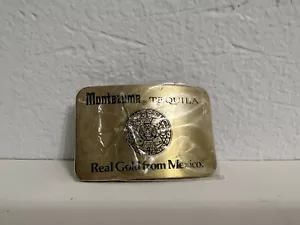 Montezuma TEQUILA
Real Gold from Mexico.